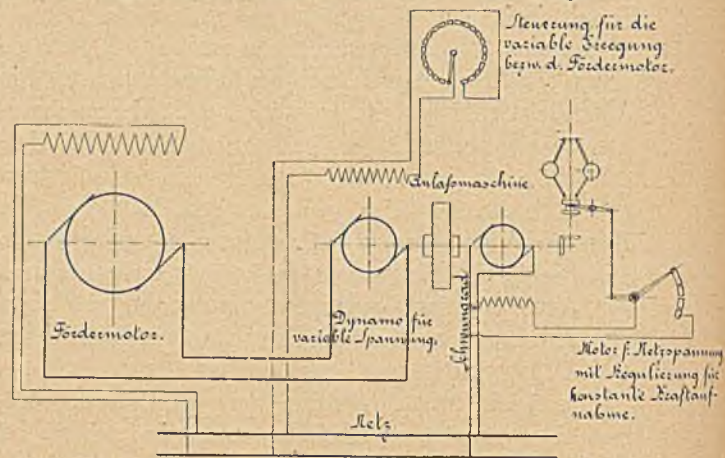 Steuerung für die
variable Erregung
bezw. d. Fördermotor.
Anlaßmaschine.
Fördermotor.
Dynamo für
variable Spannung.
Schwungrad
Motor f. Netzspannung
mit Regulierung für
konstante Kraftauf-
nahme.
Netz